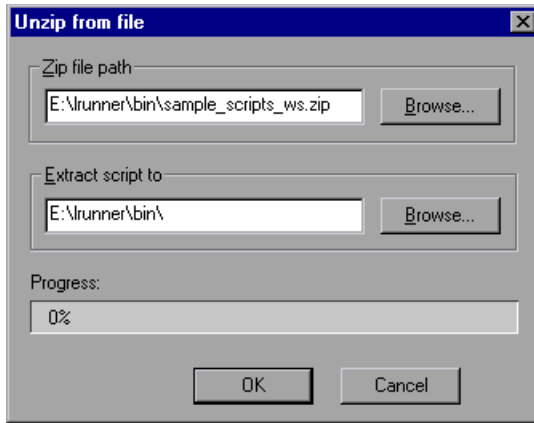 Unzip from file
Zip file path
E:\lrunner\bin\sample_scripts_ws.zip
Browse...
Extract script to
E:\lrunner\bin\
Browse...
Progress:
0%
OK
Cancel